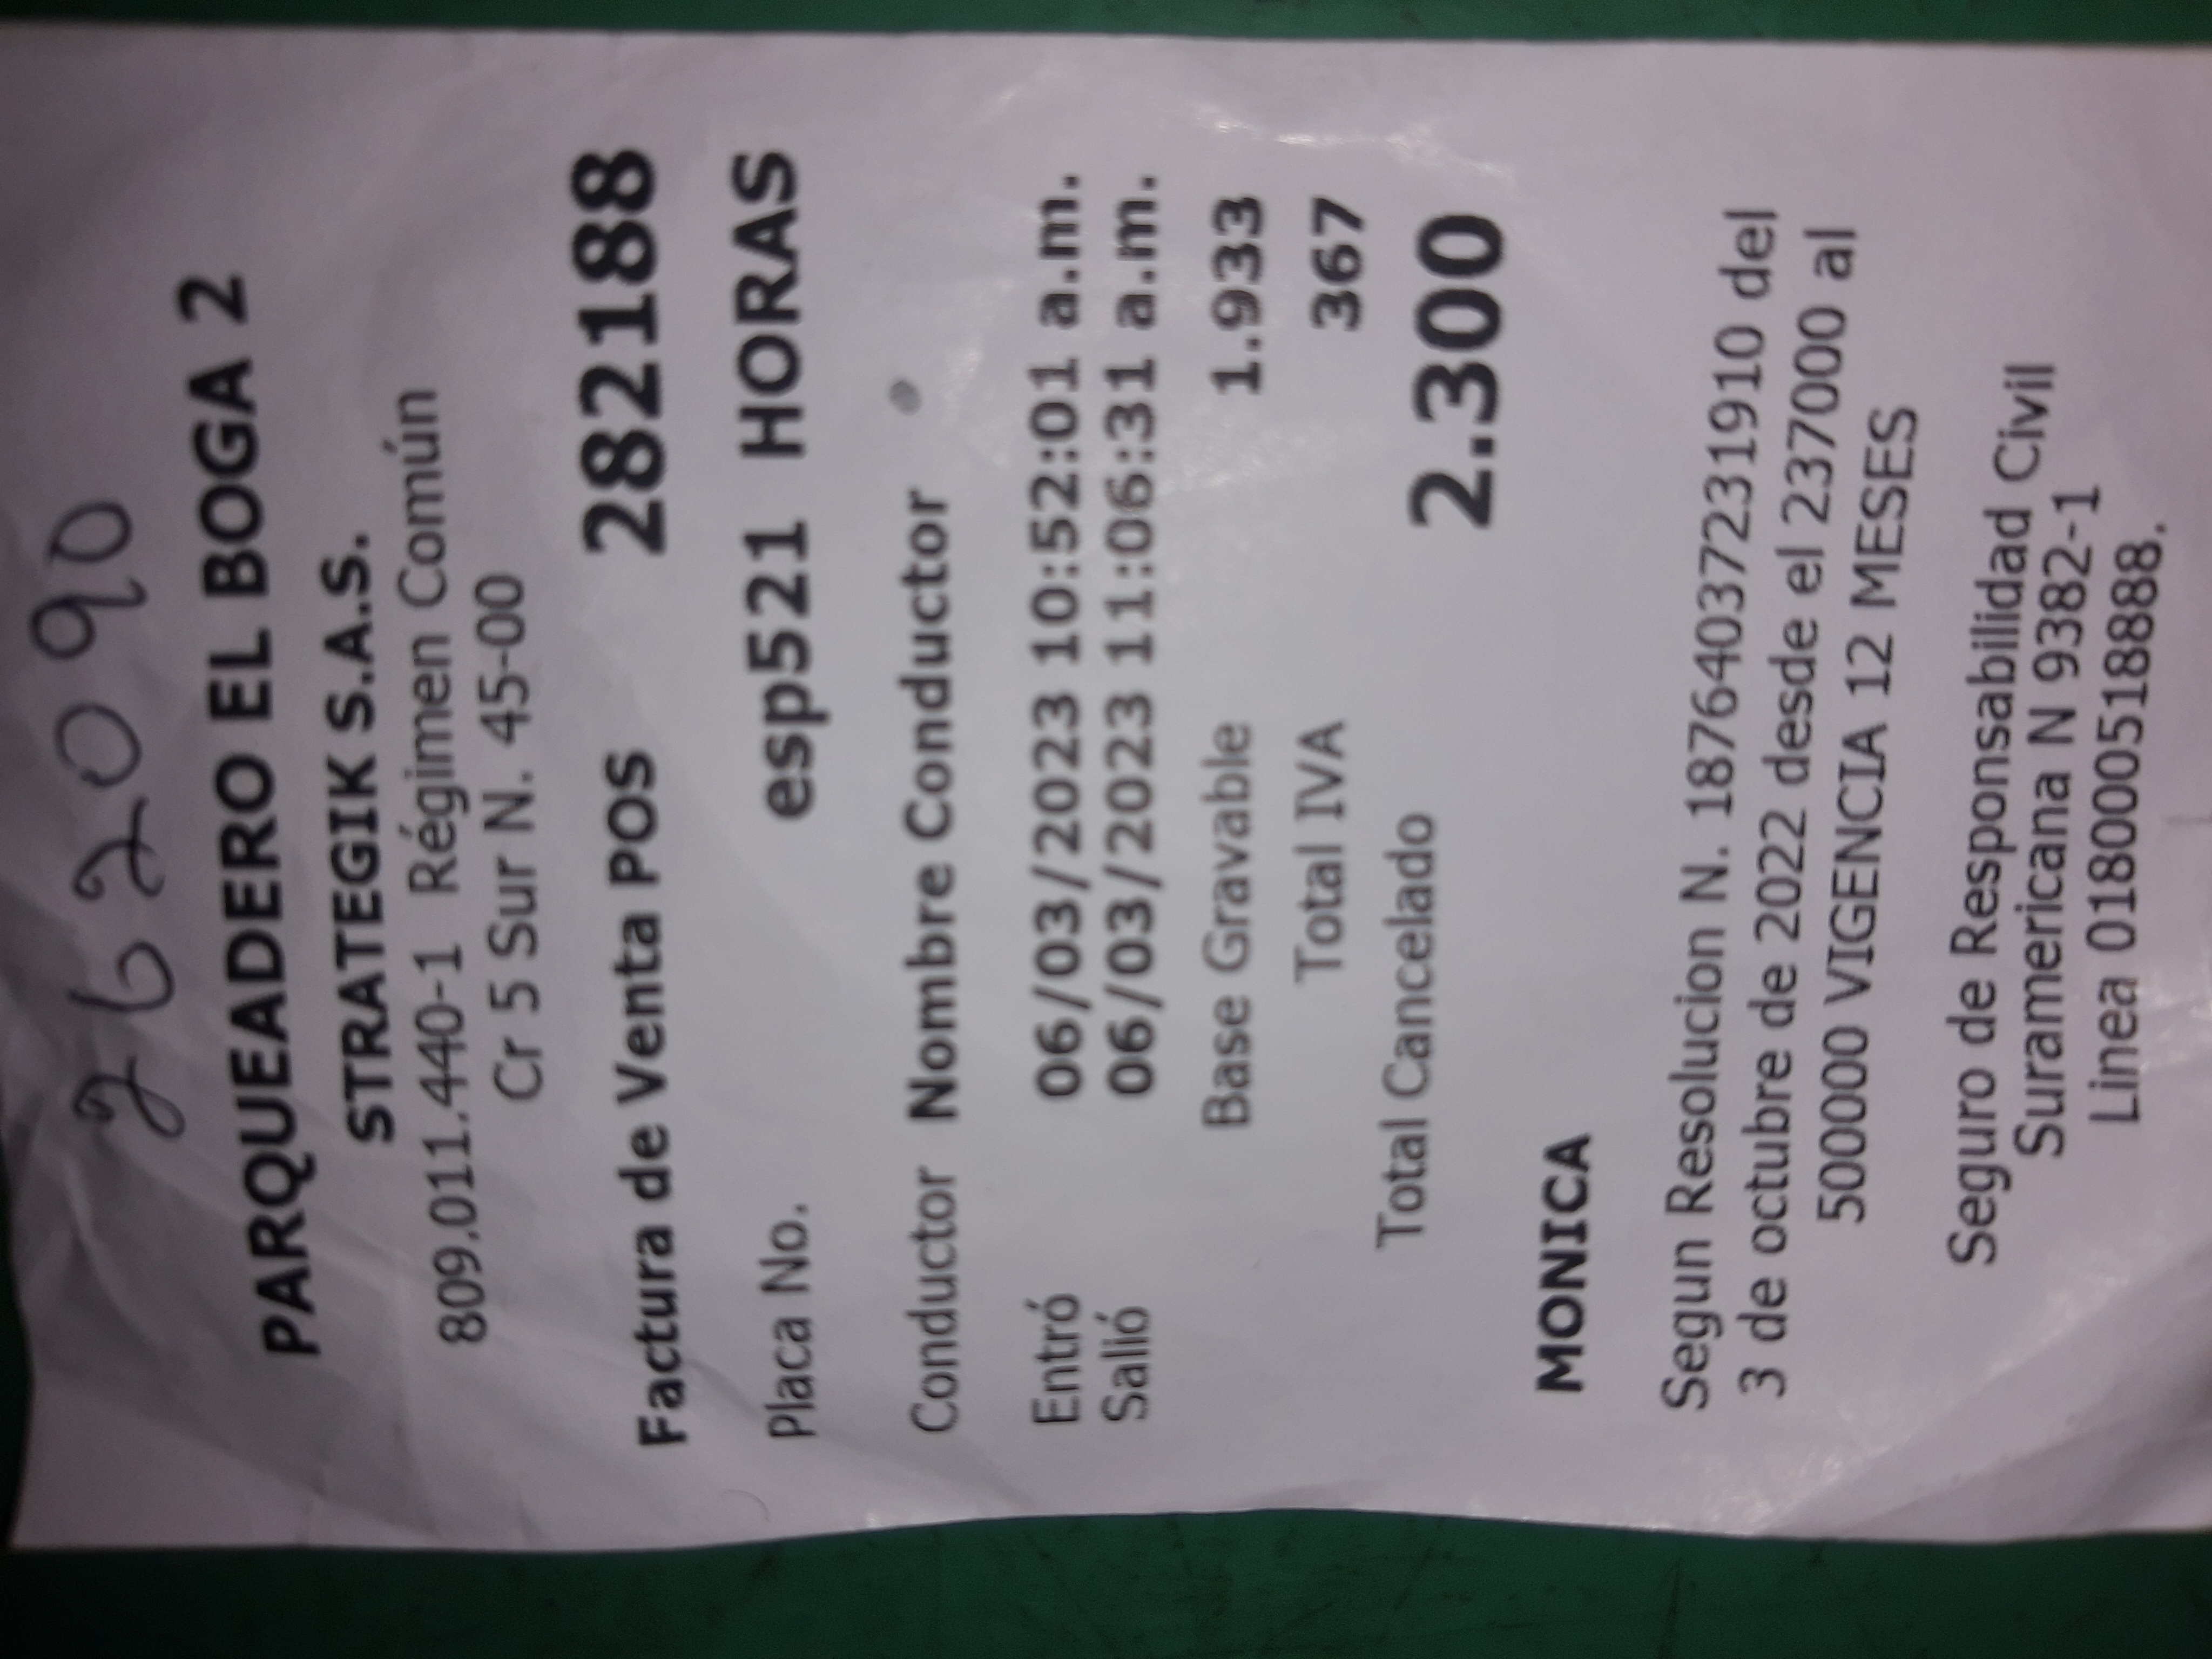 262090
PARQUEADERO EL BOGA 2
STRATEGIK S.A.S.
809.011.440-1 Régimen Común
Cr 5 Sur N. 45-00
Factura de Venta POS 282188
Placa No. esp521 HORAS
Conductor Nombre Conductor
Entró 06/03/2023 10:52:01 a.m.
Salió 06/03/2023 11:06:31 a.m.
Base Gravable 1.933
Total IVA 367
Total Cancelado 2.300
MONICA
Segun Resolucion N. 18764037231910 del
3 de octubre de 2022 desde el 237000 al
500000 VIGENCIA 12 MESES
Seguro de Responsabilidad Civil
Suramericana N 9382-1
Linea 018000518888.